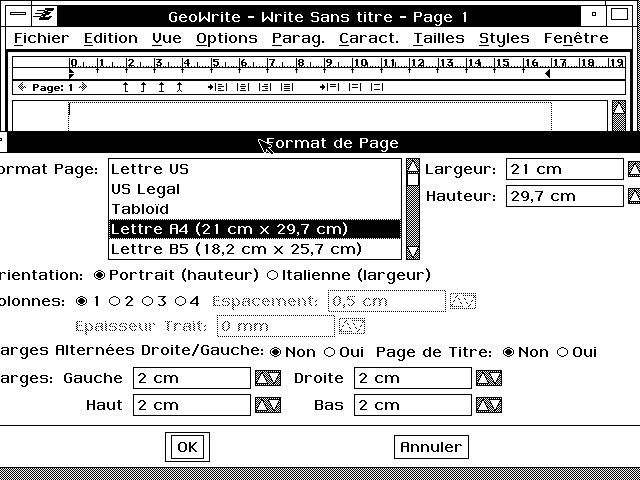 GeoWrite - Write Sans titre - Page 1
Fichier Edition Vue Options Parag. Caract. Tailles Styles Fenêtre
0 1 2 3 4 5 6 7 8 9 10 11 12 13 14 15 16 17 18 19
Page: 1
Format de Page
ormat Page: Lettre US Largeur: 21 cm
US Legal Hauteur: 29,7 cm
Tabloïd
Lettre A4 (21 cm x 29,7 cm)
Lettre B5 (18,2 cm x 25,7 cm)
rientation: Portrait (hauteur) Italienne (largeur)
olonnes: 1 2 3 4 Espacement: 0,5 cm
Epaisseur Trait: 0 mm
arges Alternées Droite/Gauche: Non Oui Page de Titre: Non Oui
arges: Gauche 2 cm Droite 2 cm
Haut 2 cm Bas 2 cm
OK Annuler